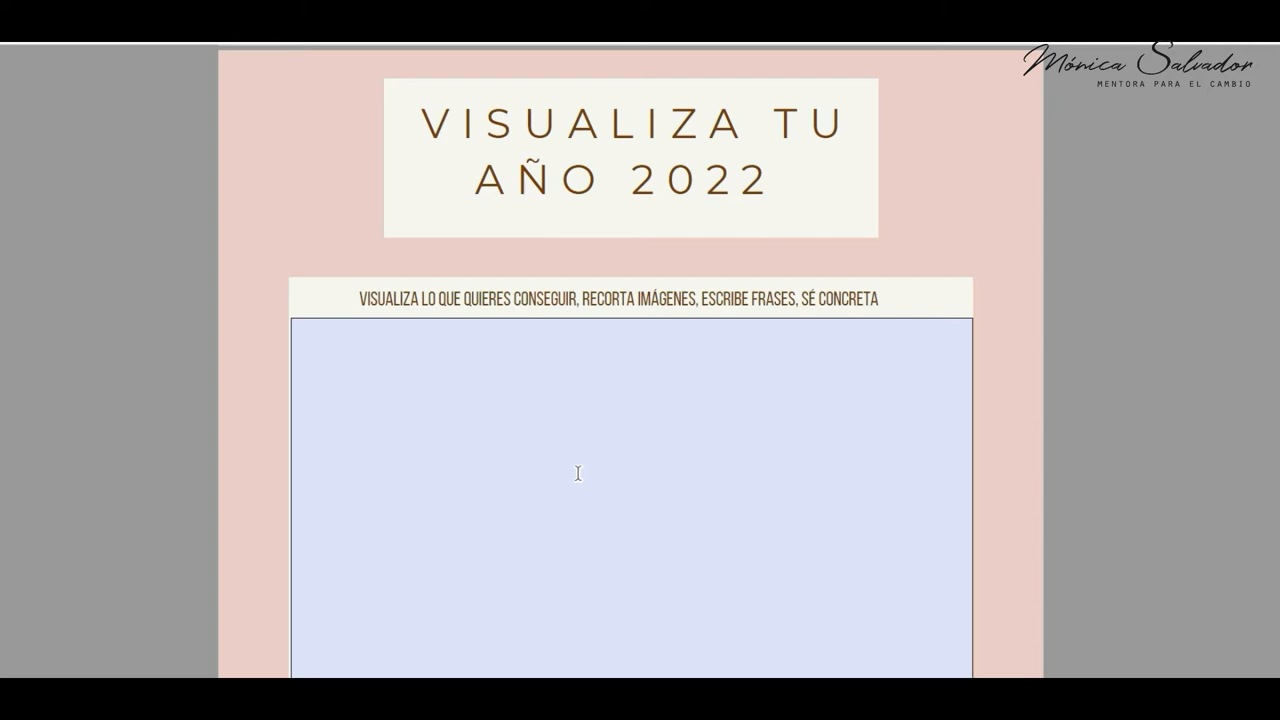 Mónica Salvador
MENTORA PARA EL CAMBIO
VISUALIZA TU
AÑO 2022
VISUALIZA LO QUE QUIERES CONSEGUIR, RECORTA IMÁGENES, ESCRIBE FRASES, SÉ CONCRETA